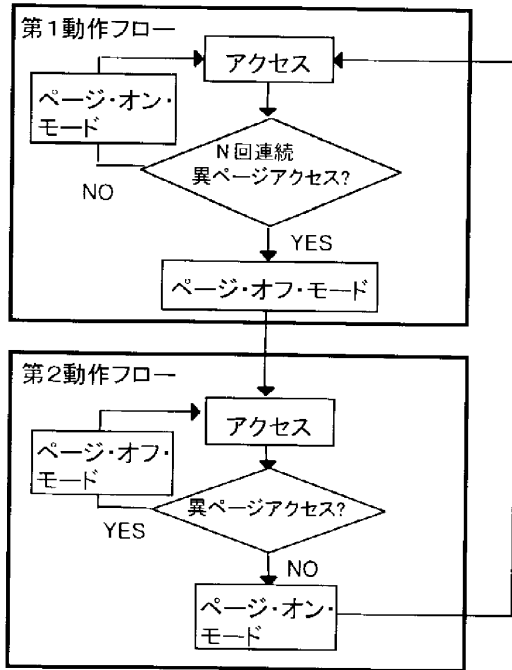 第1動作フロー
アクセス
ページ・オン・
モード
N回連続
異ページアクセス?
NO
YES
ページ・オフ・モード
第2動作フロー
アクセス
ページ・オフ・
モード
異ページアクセス?
YES
NO
ページ・オン・
モード